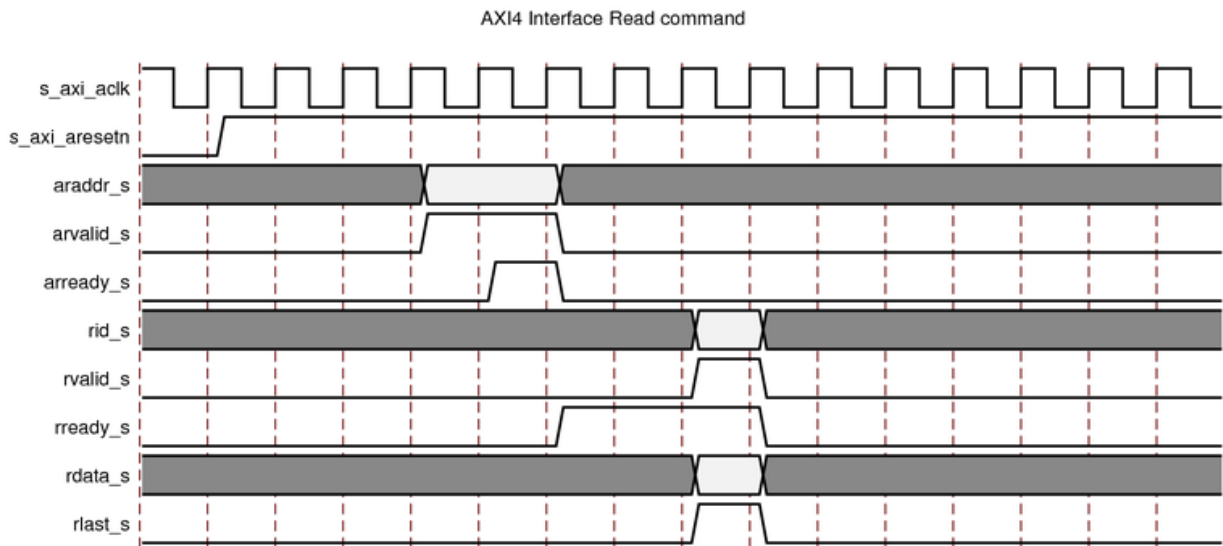 AXI4 Interface Read command
s_axi_aclk
s_axi_aresetn
araddr_s
arvalid_s
arready_s
rid_s
rvalid_s
rready_s
rdata_s
rlast_s